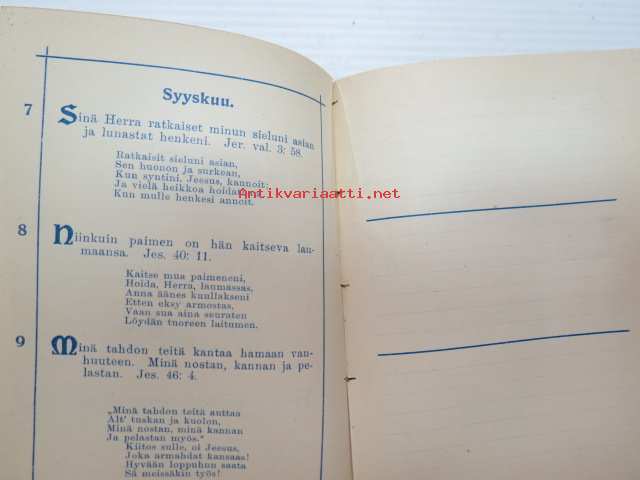 Syyskuu.
7
Sinä Herra ratkaiset minun sieluni asian
ja lunastat henkeni. Jer. val. 3: 58.
Ratkaisit sieluni asian,
Sen huonon ja surkean,
Kun syntini, Jeesus, kannoit;
Ja vielä heikkoa hoidat
Kun mulle henkesi annoit.
Antikvariaatti.net
8
Niinkuin paimen on hän kaitseva lau-
maansa. Jes. 40: 11.
Kaitse mua paimeneni,
Hoida, Herra, laumassas,
Anna äänes kuullakseni
Etten eksy armostas,
Vaan sua aina seuraten
Löydän tuoreen laitumen.
9
Minä tahdon teitä kantaa hamaan van-
huuteen. Minä nostan, kannan ja pe-
lastan. Jes. 46: 4.
„Minä tahdon teitä auttaa
Alt' tuskan ja kuolon,
Minä nostan, minä kannan
Ja pelastan myös.“
Kiitos sulle, oi Jeesus,
Joka armahdat kansaas!
Hyvään loppuhun saata
Sä meissäkin työs!